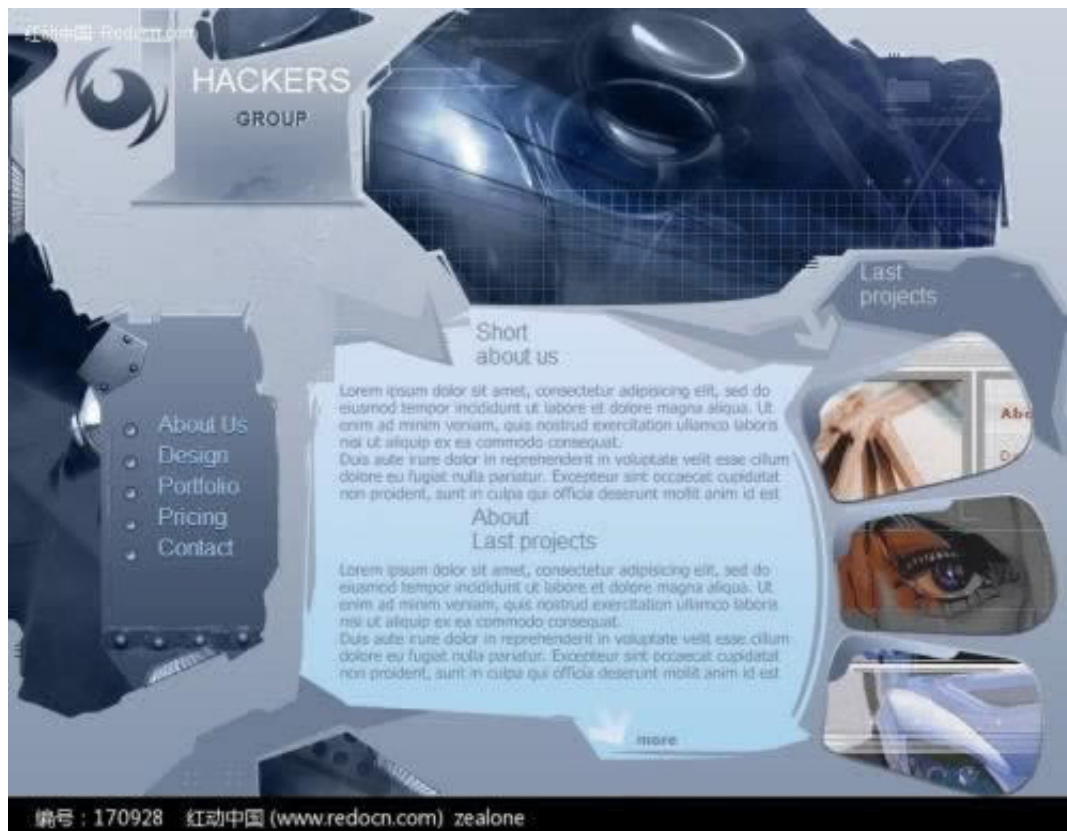 红动中国 Redocn.com
HACKERS
GROUP
Last
projects
Short
about us
Lorem ipsum dolor sit amet, consectetur adipisicing elit, sed do
eiusmod tempor incididunt ut labore et dolore magna aliqua. Ut
enim ad minim veniam, quis nostrud exercitation ullamco laboris
nisi ut aliquip ex ea commodo consequat.
Duis aute irure dolor in reprehenderit in voluptate velit esse cillum
dolore eu fugiat nulla pariatur. Excepteur sint occaecat cupidatat
non proident, sunt in culpa qui officia deserunt mollit anim id est
About Us
Design
Portfolio
Pricing
Contact
About
Last projects
Lorem ipsum dolor sit amet, consectetur adipisicing elit, sed do
eiusmod tempor incididunt ut labore et dolore magna aliqua. Ut
enim ad minim veniam, quis nostrud exercitation ullamco laboris
nisi ut aliquip ex ea commodo consequat.
Duis aute irure dolor in reprehenderit in voluptate velit esse cillum
dolore eu fugiat nulla pariatur. Excepteur sint occaecat cupidatat
non proident, sunt in culpa qui officia deserunt mollit anim id est
more
编号：170928 红动中国 (www.redocn.com) zealone